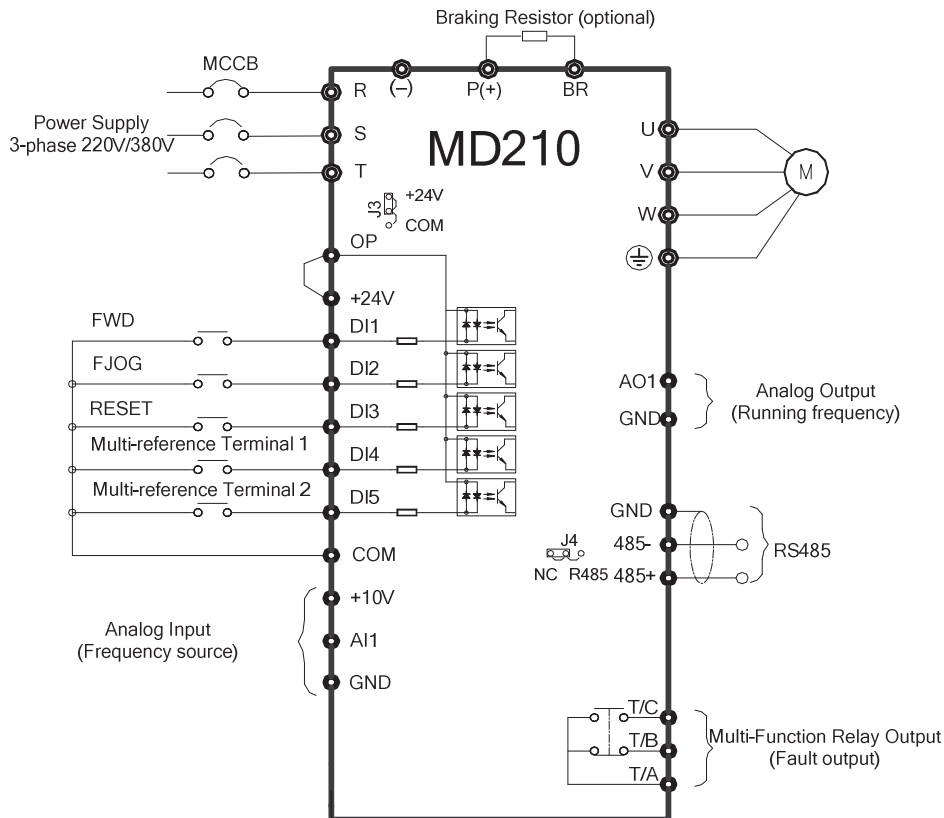 Braking Resistor (optional)
MCCB
R
(–)
P(+)
BR
Power Supply
3-phase 220V/380V
S
T
MD210
U
V
W
M
J3
+24V
COM
OP
+24V
FWD
DI1
FJOG
DI2
RESET
DI3
Multi-reference Terminal 1
DI4
Multi-reference Terminal 2
DI5
COM
+10V
Analog Input
(Frequency source)
AI1
GND
AO1
GND
Analog Output
(Running frequency)
GND
485-
485+
RS485
J4
NC R485
T/C
T/B
T/A
Multi-Function Relay Output
(Fault output)